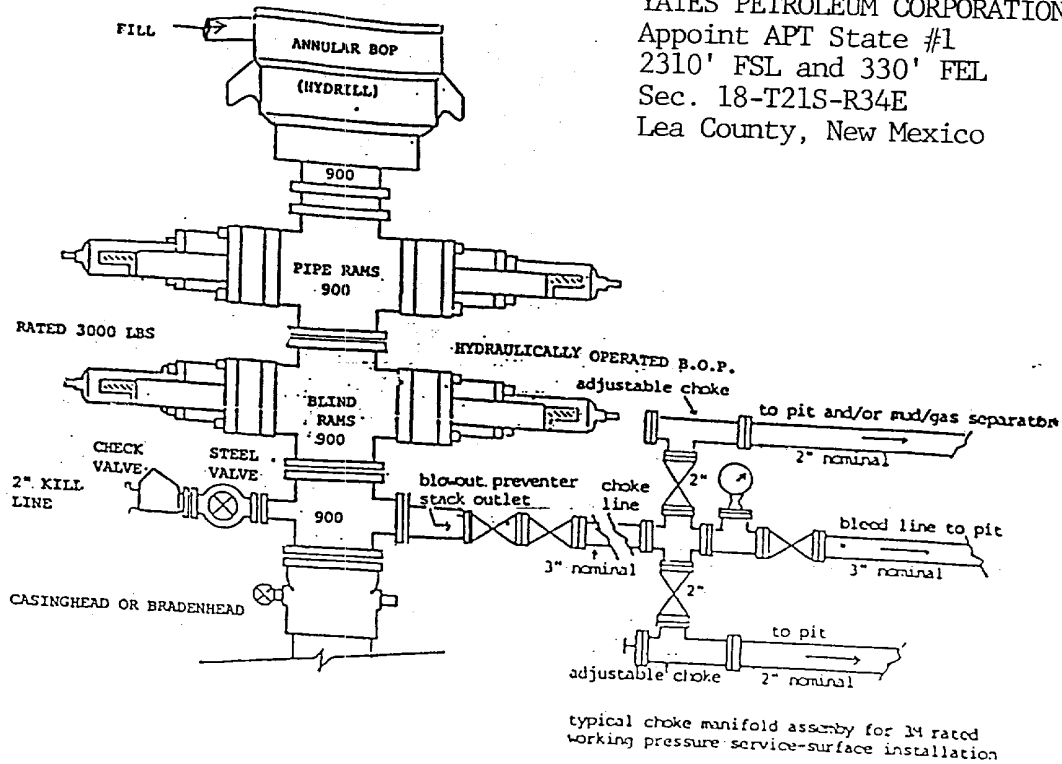 YATES PETROLEUM CORPORATION
Appoint APT State #1
2310' FSL and 330' FEL
Sec. 18-T21S-R34E
Lea County, New Mexico
FILL
ANNULAR BOP
(HYDRILL)
900
PIPE RAMS
900
RATED 3000 LBS
HYDRAULICALLY OPERATED B.O.P.
BLIND
RAMS
900
adjustable choke
to pit and/or mud/gas separator
2" nominal
CHECK
VALVE
STEEL
VALVE
2" KILL
LINE
900
blowout preventer
stack outlet
choke
line
2"
bleed line to pit
3" nominal
3" nominal
CASINGHEAD OR BRADENHEAD
2"
to pit
adjustable choke
2" nominal
typical choke manifold assemby for 3M rated
working pressure service-surface installation